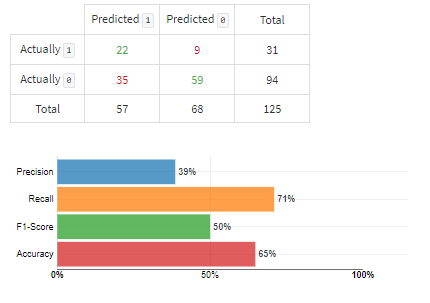 Predicted 1 Predicted 0 Total
Actually 1 22 9 31
Actually 0 35 59 94
Total 57 68 125
Precision 39%
Recall 71%
F1-Score 50%
Accuracy 65%
0% 50% 100%